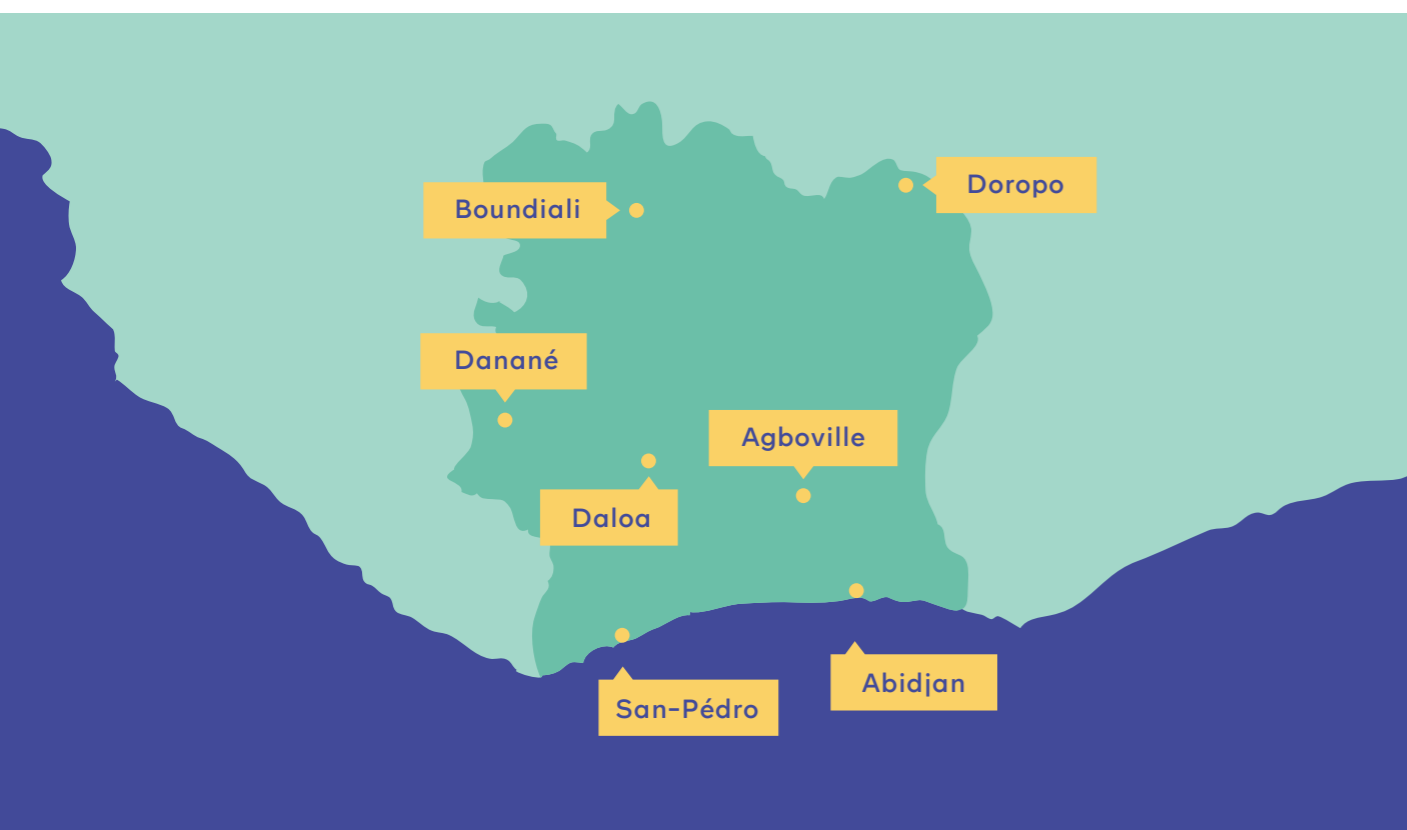 Doropo
Boundiali
Danané
Agboville
Daloa
Abidjan
San-Pédro